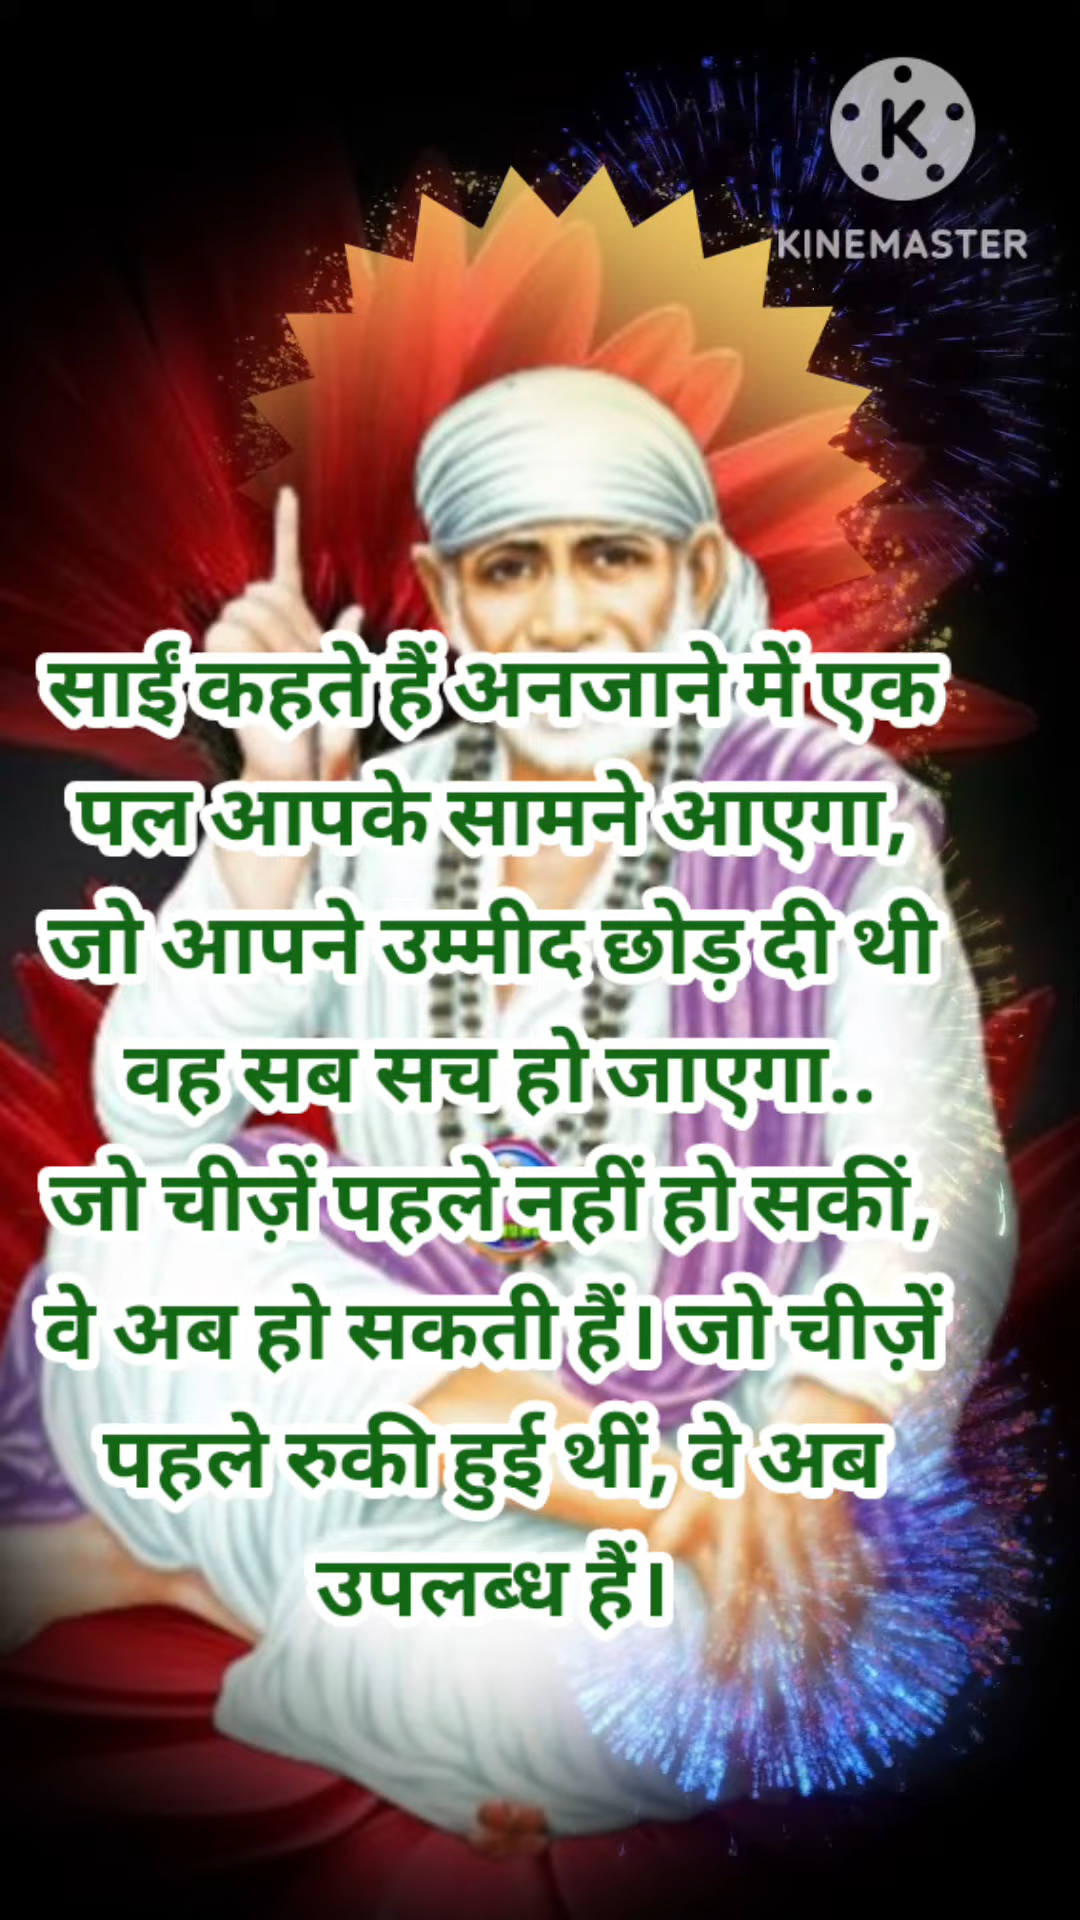 K
KINEMASTER
साईं कहते हैं अनजाने में एक
पल आपके सामने आएगा,
जो आपने उम्मीद छोड़ दी थी
वह सब सच हो जाएगा..
जो चीज़ें पहले नहीं हो सकीं,
वे अब हो सकती हैं। जो चीज़ें
पहले रुकी हुई थीं, वे अब
उपलब्ध हैं।